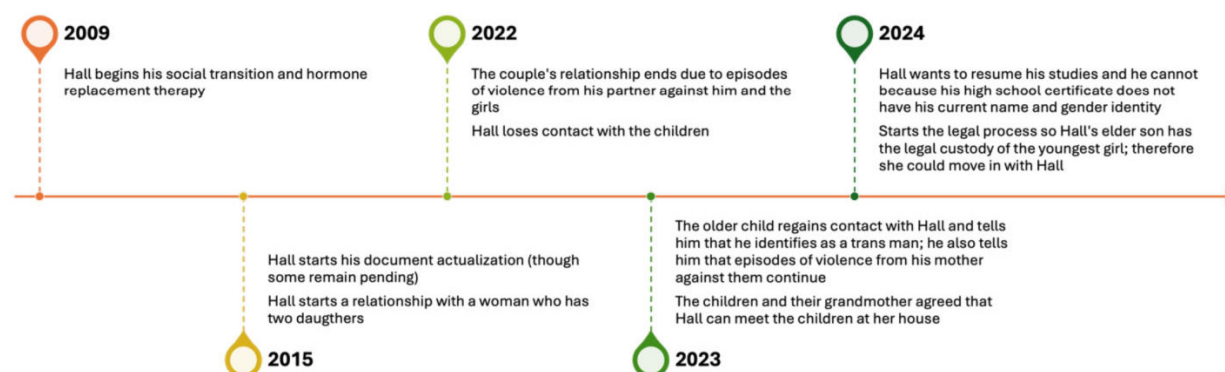 2009
Hall begins his social transition and hormone
replacement therapy
2015
Hall starts his document actualization (though
some remain pending)
Hall starts a relationship with a woman who has
two daugthers
2022
The couple's relationship ends due to episodes
of violence from his partner against him and the
girls
Hall loses contact with the children
2023
The older child regains contact with Hall and tells
him that he identifies as a trans man; he also tells
him that episodes of violence from his mother
against them continue
The children and their grandmother agreed that
Hall can meet the children at her house
2024
Hall wants to resume his studies and he cannot
because his high school certificate does not
have his current name and gender identity
Starts the legal process so Hall's elder son has
the legal custody of the youngest girl; therefore
she could move in with Hall